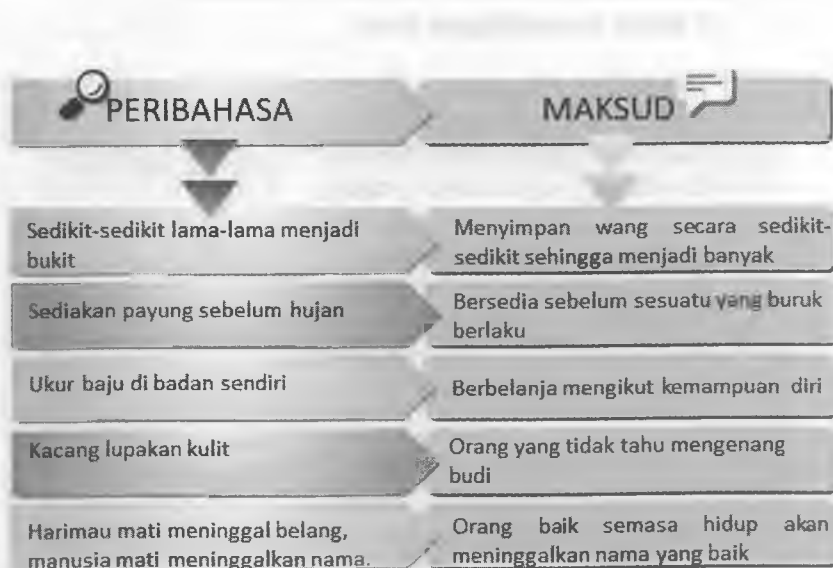 PERIBAHASA
MAKSUD
Sedikit-sedikit lama-lama menjadi
bukit
Menyimpan wang secara sedikit-
sedikit sehingga menjadi banyak
Sediakan payung sebelum hujan
Bersedia sebelum sesuatu yang buruk
berlaku
Ukur baju di badan sendiri
Berbelanja mengikut kemampuan diri
Kacang lupakan kulit
Orang yang tidak tahu mengenang
budi
Harimau mati meninggal belang,
manusia mati meninggalkan nama.
Orang baik semasa hidup akan
meninggalkan nama yang baik